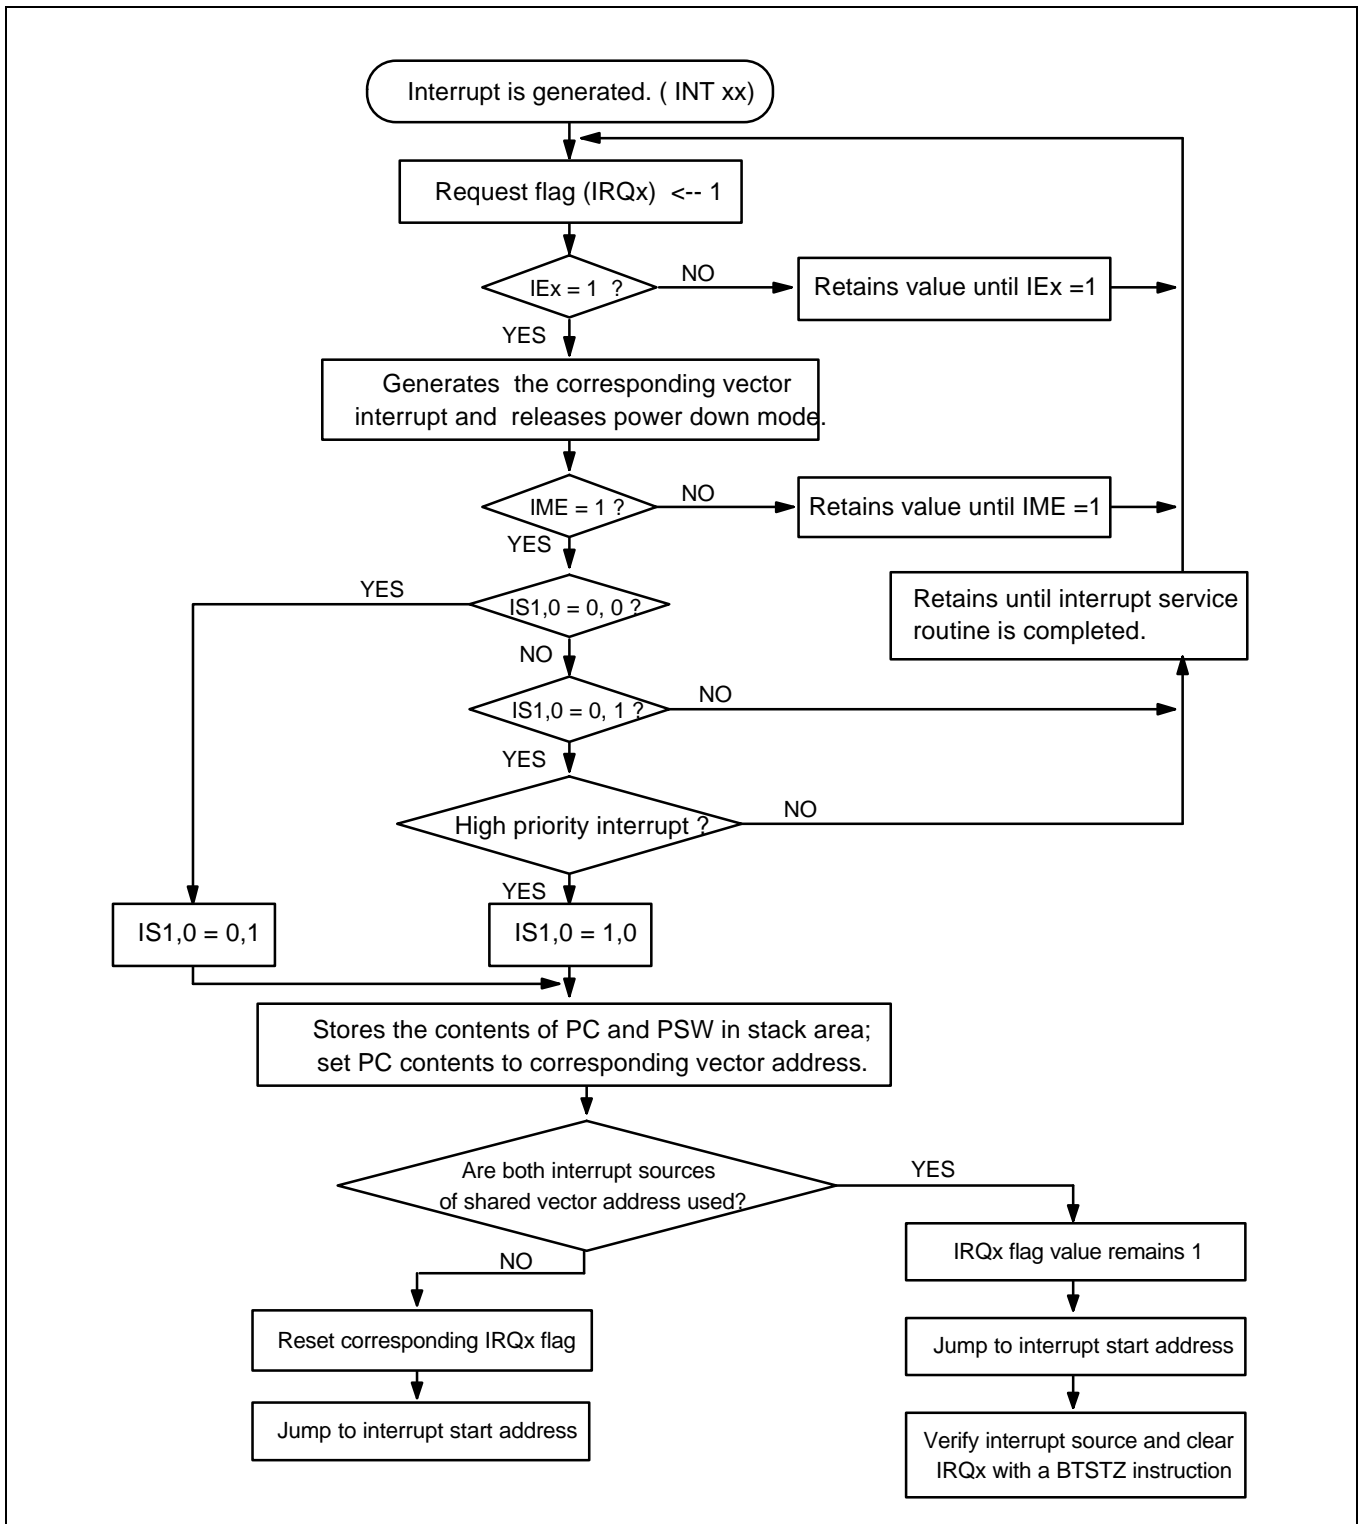 Interrupt is generated. ( INT xx)
Request flag (IRQx) <-- 1
IEx = 1 ?
NO
Retains value until IEx =1
YES
Generates the corresponding vector
interrupt and releases power down mode.
IME = 1 ?
NO
Retains value until IME =1
YES
YES
IS1,0 = 0, 0 ?
Retains until interrupt service
routine is completed.
NO
IS1,0 = 0, 1 ?
NO
YES
High priority interrupt ?
NO
YES
IS1,0 = 0,1
IS1,0 = 1,0
Stores the contents of PC and PSW in stack area;
set PC contents to corresponding vector address.
Are both interrupt sources
of shared vector address used?
YES
NO
IRQx flag value remains 1
Reset corresponding IRQx flag
Jump to interrupt start address
Jump to interrupt start address
Verify interrupt source and clear
IRQx with a BTSTZ instruction